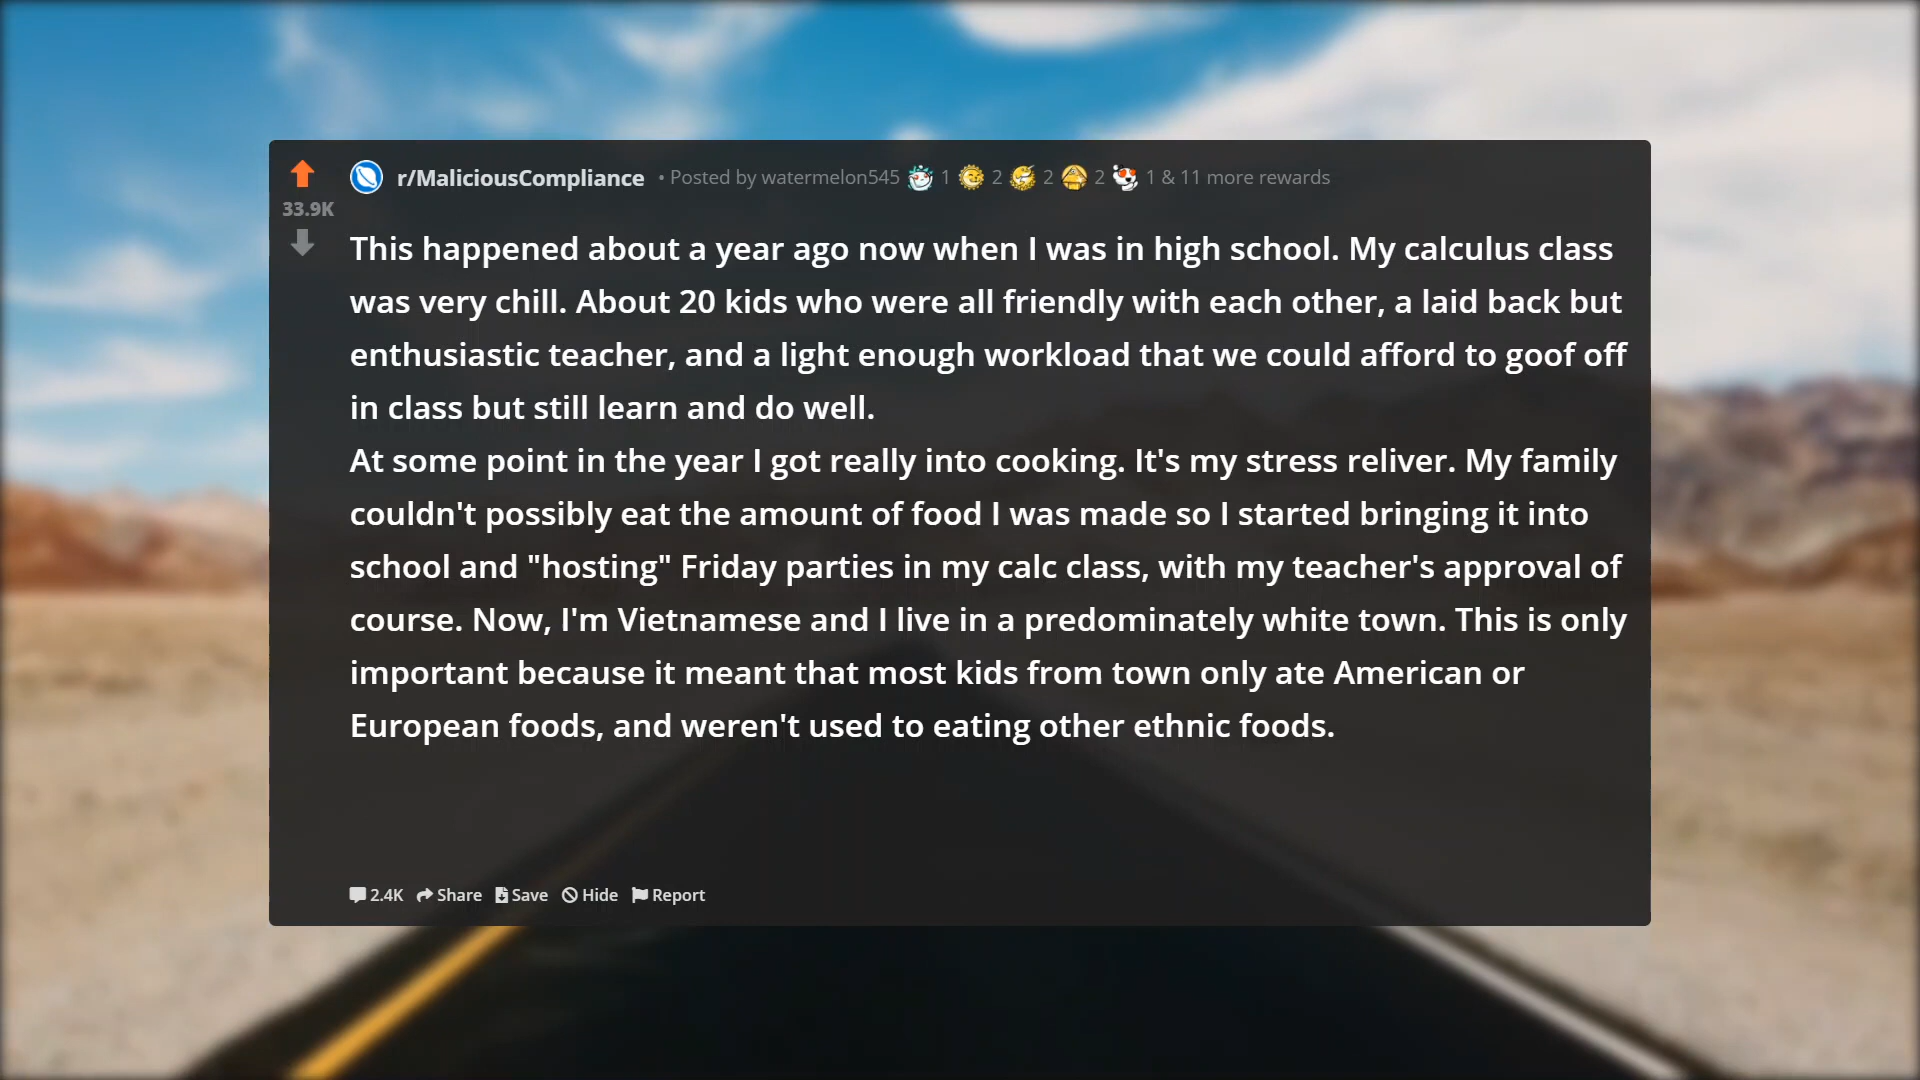 r/MaliciousCompliance • Posted by watermelon545 1 2 2 2 1 & 11 more rewards
33.9K
This happened about a year ago now when I was in high school. My calculus class
was very chill. About 20 kids who were all friendly with each other, a laid back but
enthusiastic teacher, and a light enough workload that we could afford to goof off
in class but still learn and do well.
At some point in the year I got really into cooking. It's my stress reliver. My family
couldn't possibly eat the amount of food I was made so I started bringing it into
school and "hosting" Friday parties in my calc class, with my teacher's approval of
course. Now, I'm Vietnamese and I live in a predominately white town. This is only
important because it meant that most kids from town only ate American or
European foods, and weren't used to eating other ethnic foods.
2.4K Share Save Hide Report